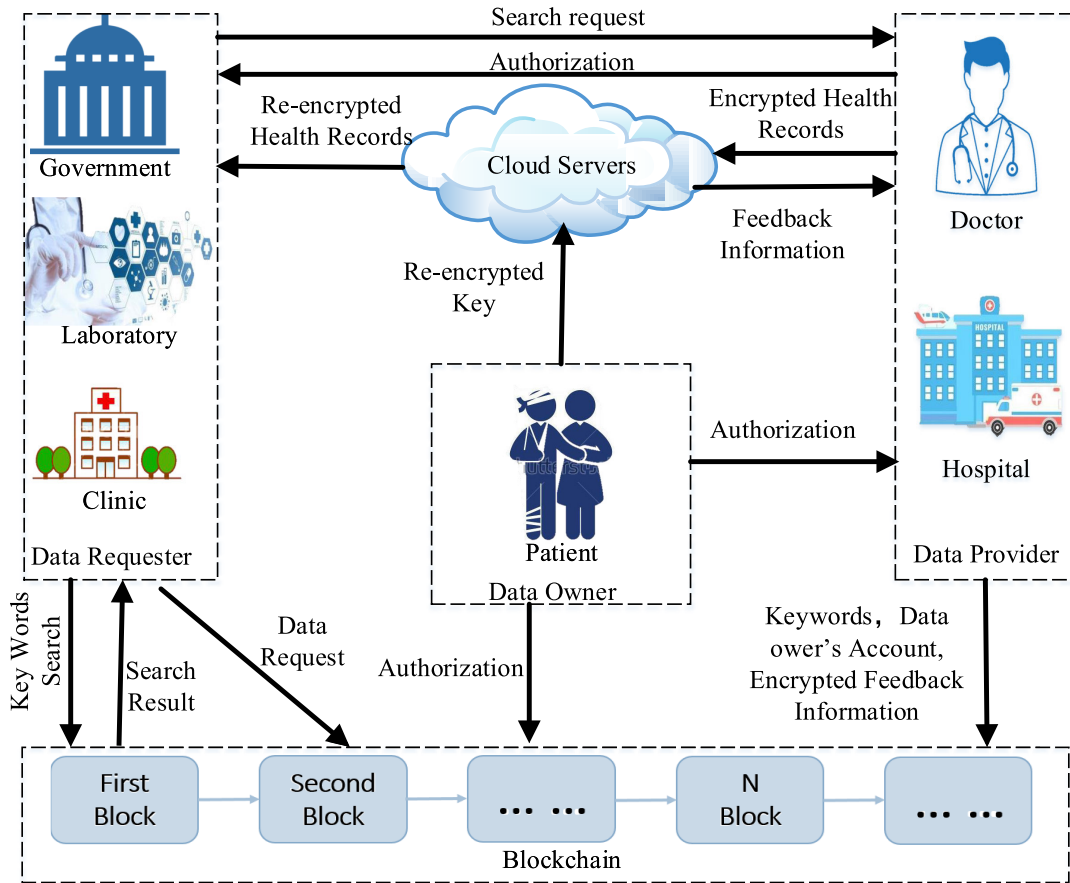 Search request
Authorization
Re-encrypted
Health Records
Encrypted Health
Records
Cloud Servers
Government
Doctor
Feedback
Information
Re-encrypted
Key
Laboratory
HOSPITAL
Authorization
Clinic
Hospital
Patient
Data Requester
Data Owner
Data Provider
Key Words
Search
Search
Result
Data
Request
Authorization
Keywords，Data
ower’s Account,
Encrypted Feedback
Information
First
Block
Second
Block
... ...
N
Block
... ...
Blockchain